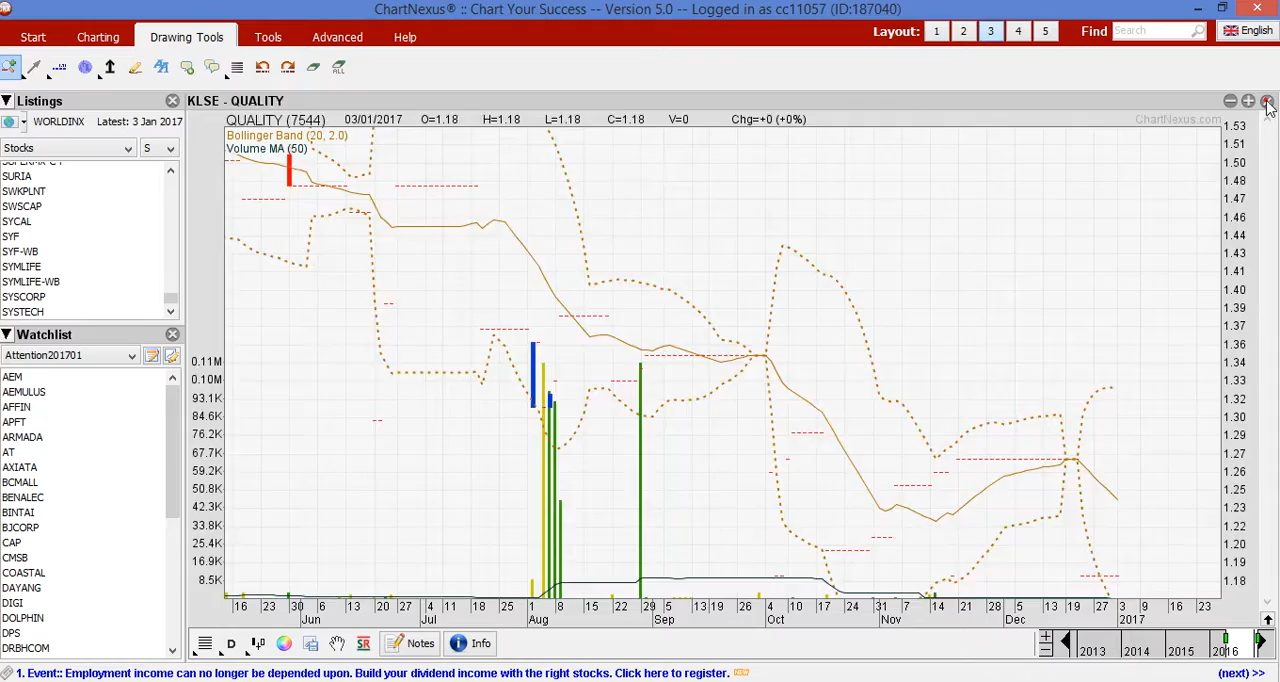 ChartNexus® :: Chart Your Success -- Version 5.0 -- Logged in as cc11057 (ID:187040)
Start Charting Drawing Tools Tools Advanced Help Layout: 1 2 3 4 5 Find Search English
ALL
Listings
WORLDINX Latest: 3 Jan 2017
Stocks S
SURIA
SWKPLNT
SWSCAP
SYCAL
SYF
SYF-WB
SYMLIFE
SYMLIFE-WB
SYSCORP
SYSTECH
Watchlist
Attention201701
AEM
AEMULUS
AFFIN
APFT
ARMADA
AT
AXIATA
BCMALL
BENALEC
BINTAI
BJCORP
CAP
CMSB
COASTAL
DAYANG
DIGI
DOLPHIN
DPS
DRBHCOM
KLSE - QUALITY
QUALITY (7544) 03/01/2017 O=1.18 H=1.18 L=1.18 C=1.18 V=0 Chg=+0 (+0%) ChartNexus.com
Bollinger Band (20, 2.0)
Volume MA (50)
0.11M
0.10M
93.1K
84.6K
76.2K
67.7K
59.2K
50.8K
42.3K
33.8K
25.4K
16.9K
8.5K
1.53
1.51
1.50
1.48
1.47
1.46
1.44
1.43
1.41
1.40
1.39
1.37
1.36
1.34
1.33
1.32
1.30
1.29
1.27
1.26
1.25
1.23
1.22
1.20
1.19
1.18
16 23 30 6 13 20 27 4 11 18 25 1 8 15 22 29 5 13 19 26 4 10 17 24 31 7 14 21 28 5 13 19 27 3 9 16 23
Jun Jul Aug Sep Oct Nov Dec 2017
D SR Notes Info 2013 2014 2015 2016
1. Event:: Employment income can no longer be depended upon. Build your dividend income with the right stocks. Click here to register. (next) >>